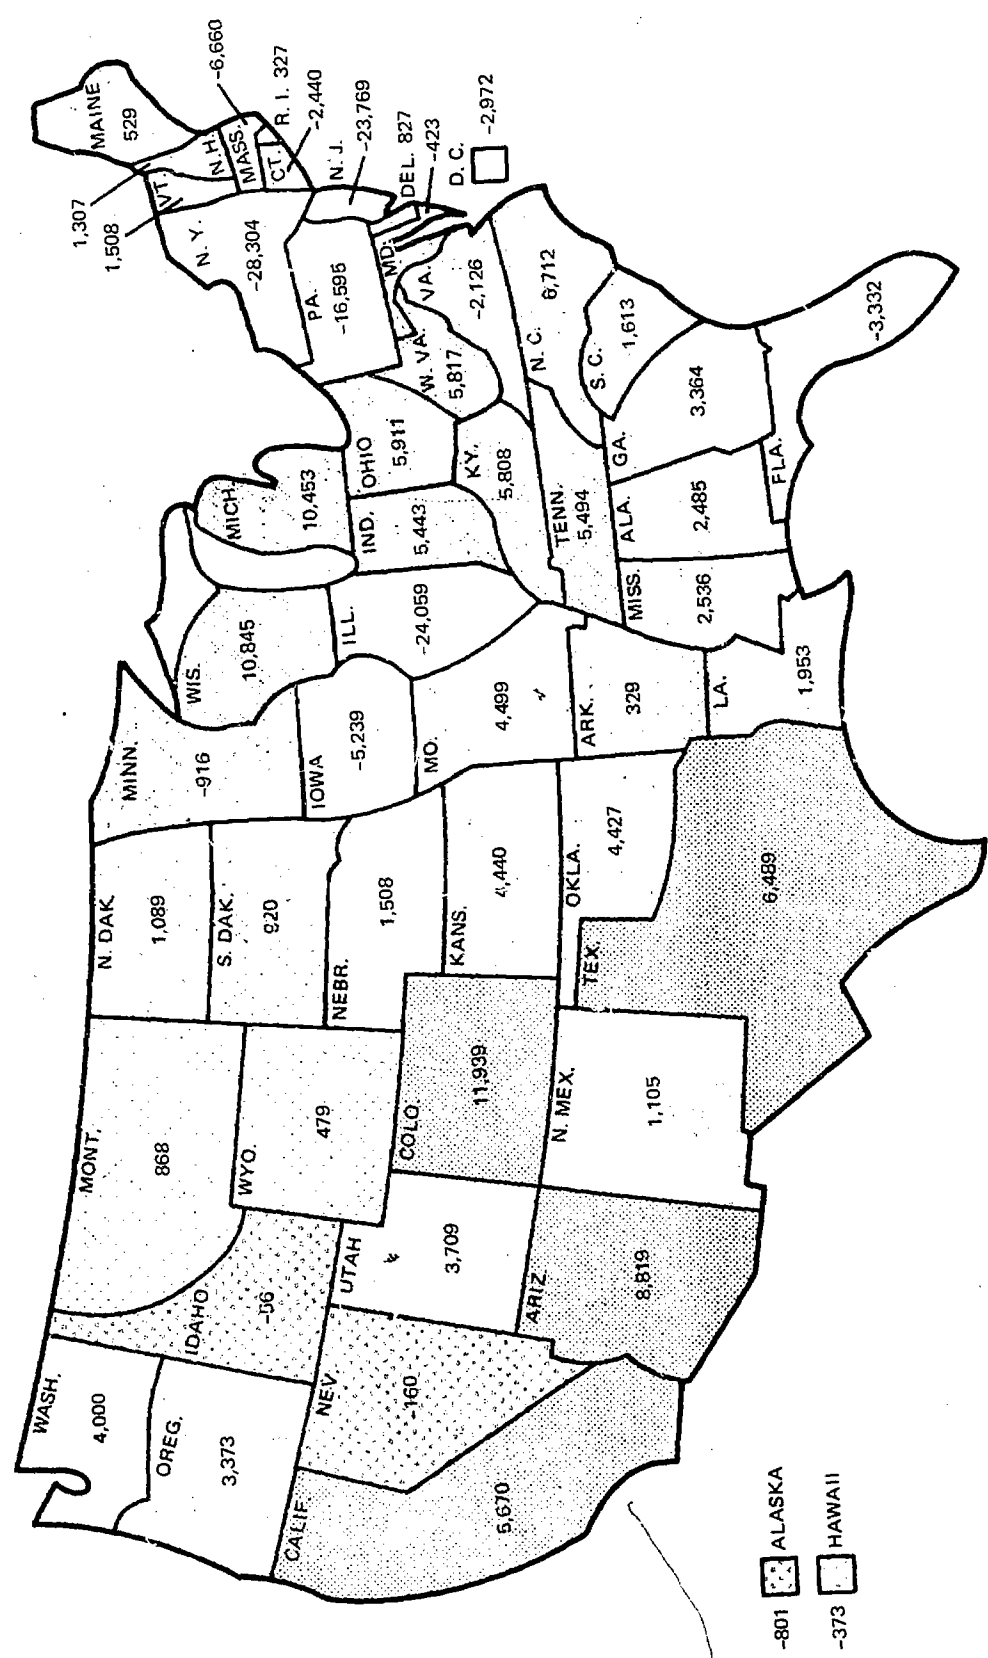 WASH.
4,000
OREG.
3,373
CALIF.
5,670
NEV.
-160
IDAHO
-56
MONT.
868
WYO.
479
UTAH
3,709
COLO.
11,939
ARIZ.
8,819
N. MEX.
1,105
N. DAK.
1,089
S. DAK.
920
NEBR.
1,508
KANS.
4,440
OKLA.
4,427
TEX.
6,489
MINN.
-916
IOWA
-5,239
MO.
4,499
ARK.
329
LA.
1,953
WIS.
10,845
ILL.
-24,059
MICH.
10,453
IND.
5,443
OHIO
5,911
KY.
5,808
TENN.
5,494
MISS.
2,536
ALA.
2,485
GA.
3,364
FLA.
-3,332
S. C.
1,613
N. C.
6,712
VA.
-2,126
W. VA.
5,817
MD.
-423
DEL. 827
D. C.
-2,972
PA.
-16,595
N. J.
-23,769
N. Y.
-28,304
CT.
-2,440
R. I. 327
MASS.
-6,660
VT.
1,508
N.H.
1,307
MAINE
529
-801 ALASKA
-373 HAWAII